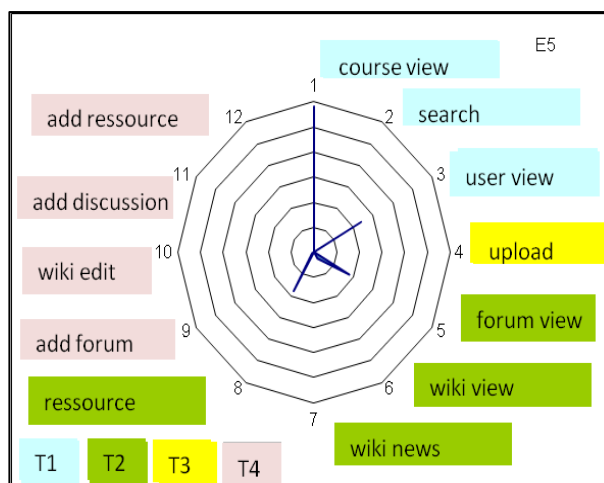 E5
course view
1
2
search
12
add ressource
3
user view
11
add discussion
4
upload
10
wiki edit
5
forum view
9
add forum
6
wiki view
8
ressource
7
wiki news
T1
T2
T3
T4